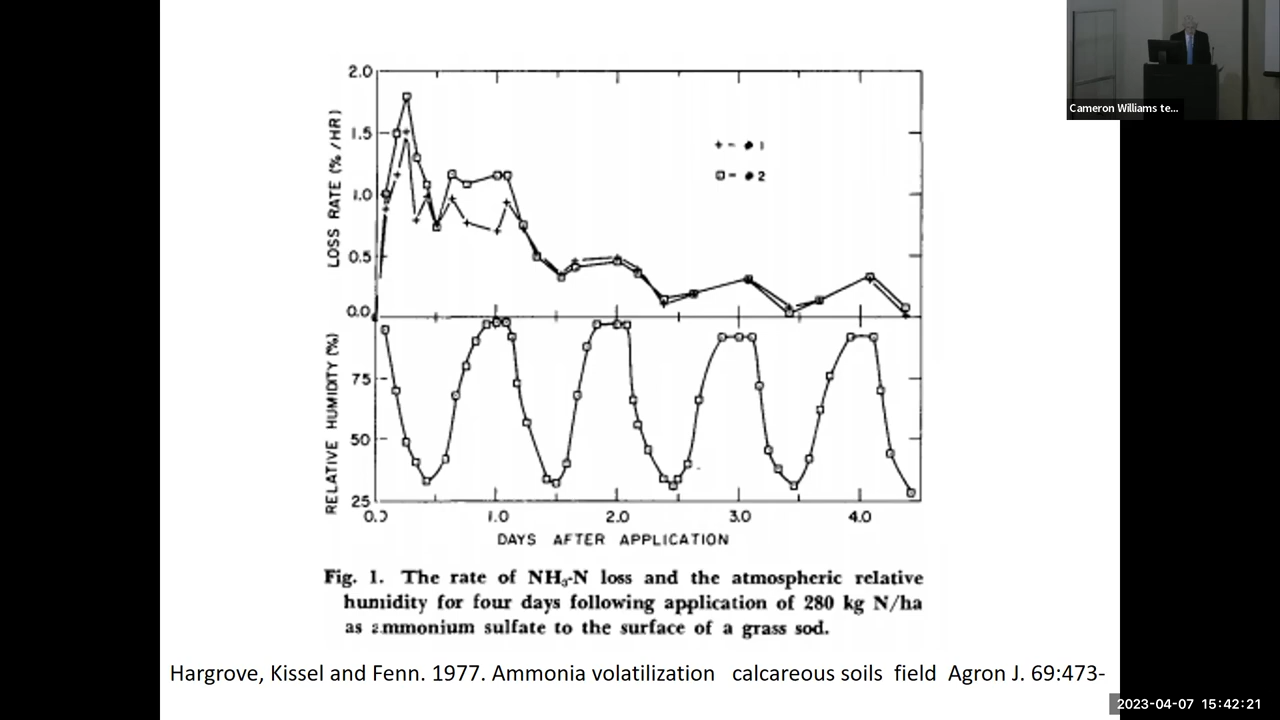 Cameron Williams te...
2.0
1.5
1.0
0.5
0.0
LOSS RATE (%/HR)
+ - # 1
□ - # 2
RELATIVE HUMIDITY (%)
75
50
25
0.0 1.0 2.0 3.0 4.0
DAYS AFTER APPLICATION
Fig. 1. The rate of NH₃-N loss and the atmospheric relative
humidity for four days following application of 280 kg N/ha
as ammonium sulfate to the surface of a grass sod.
Hargrove, Kissel and Fenn. 1977. Ammonia volatilization calcareous soils field Agron J. 69:473-
2023-04-07 15:42:21